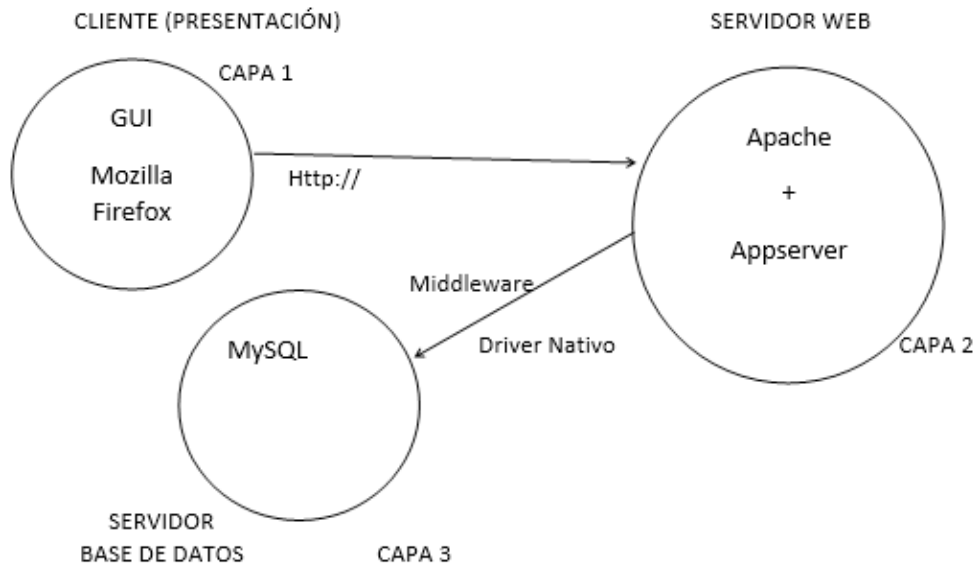 CLIENTE (PRESENTACIÓN)
SERVIDOR WEB
CAPA 1
GUI
Mozilla
Firefox
Http://
Apache
+
Appserver
Middleware
Driver Nativo
CAPA 2
MySQL
SERVIDOR
BASE DE DATOS
CAPA 3